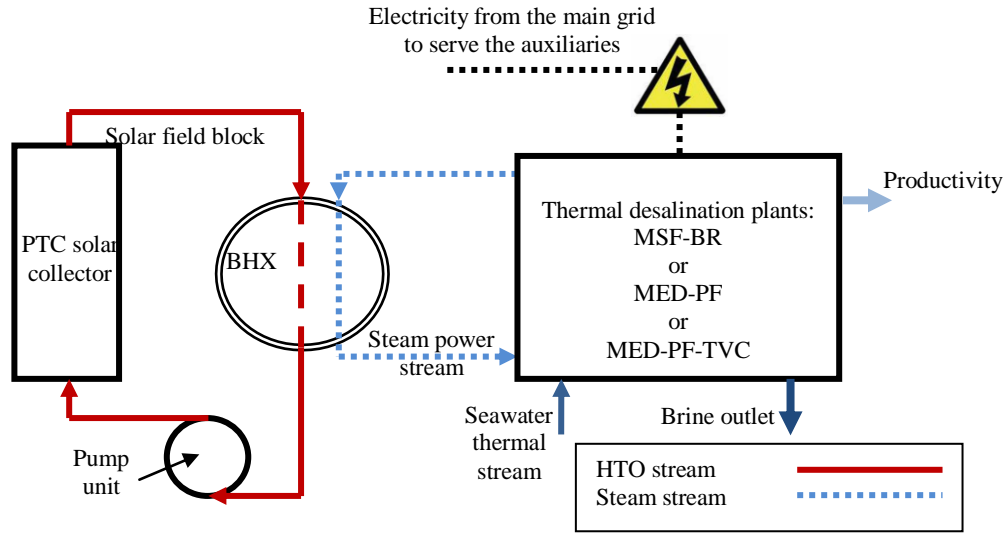 Electricity from the main grid
to serve the auxiliaries
Solar field block
PTC solar
collector
BHX
Steam power
stream
Thermal desalination plants:
MSF-BR
or
MED-PF
or
MED-PF-TVC
Productivity
Pump
unit
Seawater
thermal
stream
Brine outlet
HTO stream
Steam stream